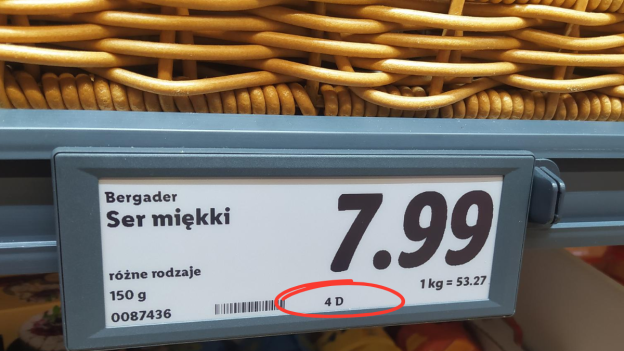 Bergader
Ser miękki
7.99
różne rodzaje
1 kg = 53.27
150 g
4 D
0087436